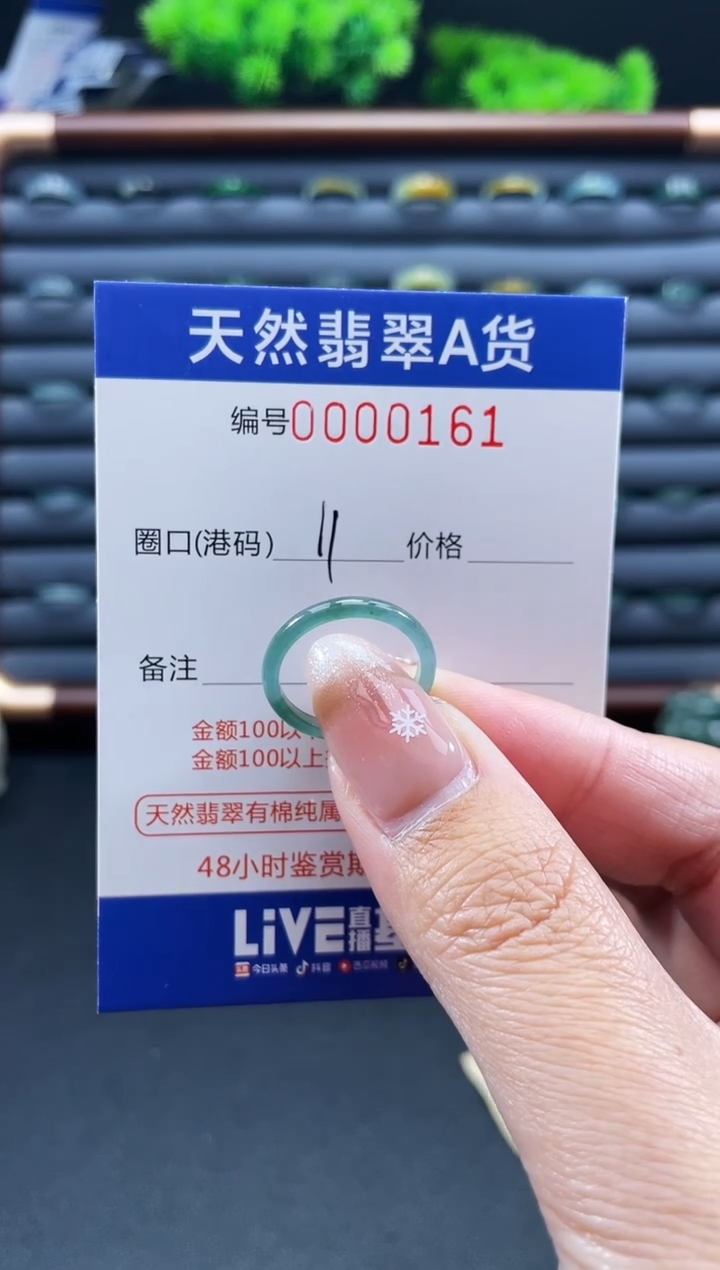 天然翡翠A货
编号0000161
圈口(港码) 11 价格
备注
金额100以
金额100以上
天然翡翠有棉纯属
48小时鉴赏期
LiVE直播基
今日头条 抖音 西瓜视频